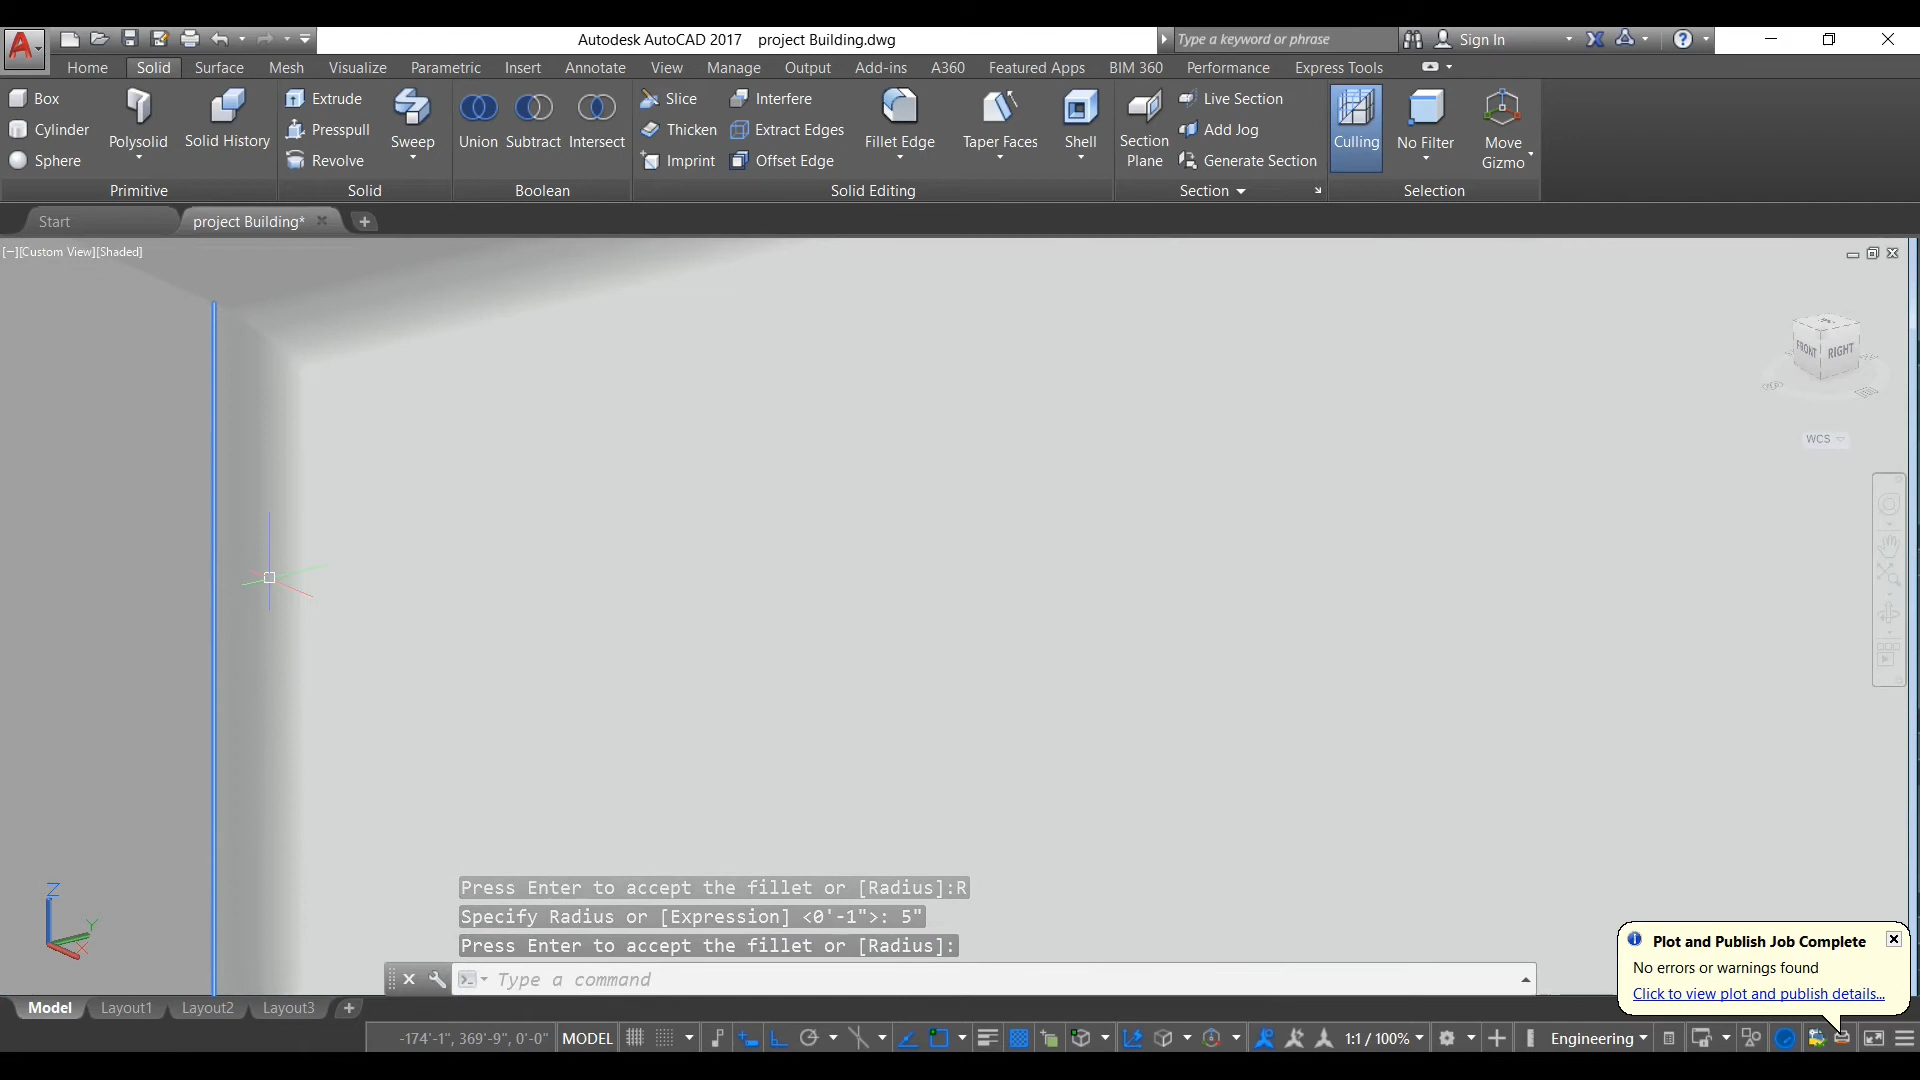 Autodesk AutoCAD 2017 project Building.dwg
Type a keyword or phrase
Sign In
Home Solid Surface Mesh Visualize Parametric Insert Annotate View Manage Output Add-ins A360 Featured Apps BIM 360 Performance Express Tools
Box
Cylinder
Sphere
Polysolid
Solid History
Primitive
Extrude
Presspull
Revolve
Sweep
Solid
Union Subtract Intersect
Boolean
Slice
Thicken
Imprint
Interfere
Extract Edges
Offset Edge
Fillet Edge
Taper Faces
Shell
Solid Editing
Section
Plane
Live Section
Add Jog
Generate Section
Section
Culling
No Filter
Move
Gizmo
Selection
Start
project Building*
[−][Custom View][Shaded]
FRONT
RIGHT
WCS
Z
Y
X
Press Enter to accept the fillet or [Radius]:R
Specify Radius or [Expression] <0'-1">: 5"
Press Enter to accept the fillet or [Radius]:
Type a command
Plot and Publish Job Complete
No errors or warnings found
Click to view plot and publish details...
Model Layout1 Layout2 Layout3
-174'-1", 369'-9", 0'-0" MODEL
1:1 / 100%
Engineering